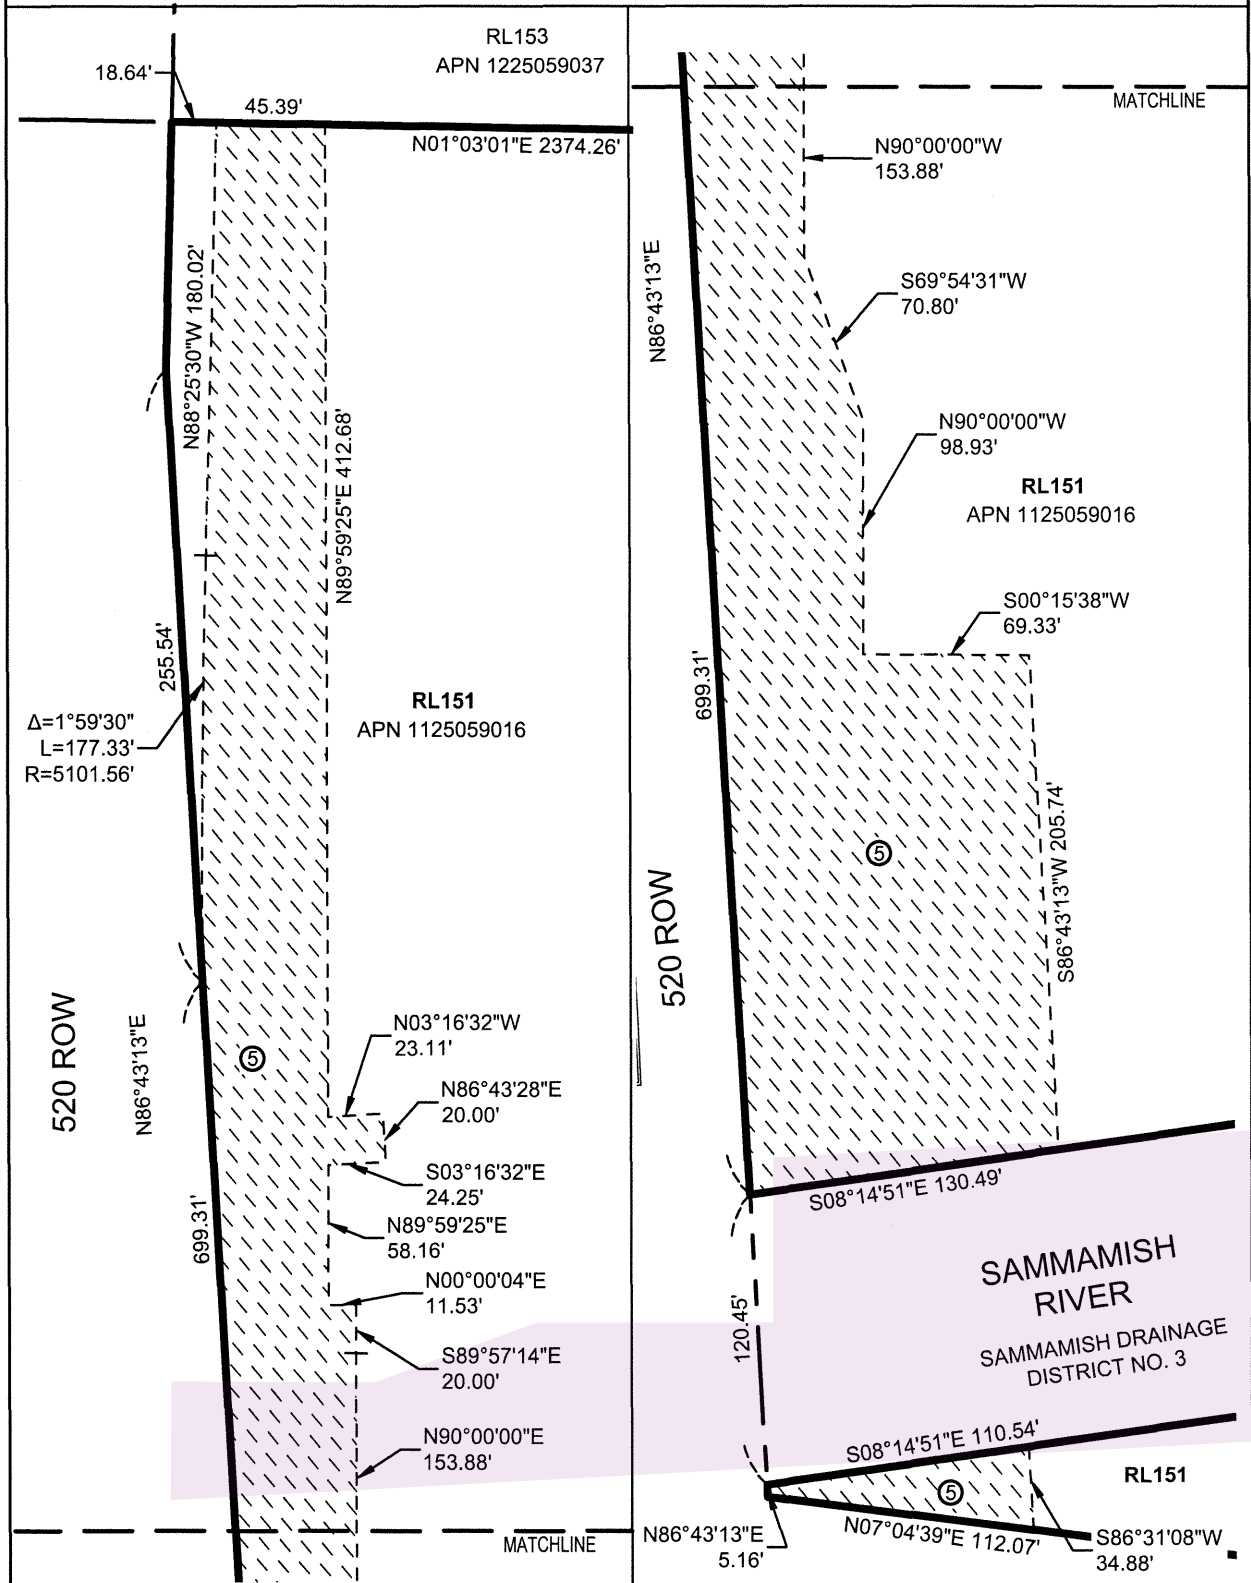 RL153
APN 1225059037
18.64'
45.39'
N01°03'01"E 2374.26'
N88°25'30"W 180.02'
N89°59'25"E 412.68'
255.54'
Δ=1°59'30"
L=177.33'
R=5101.56'
RL151
APN 1125059016
520 ROW
N86°43'13"E
5
N03°16'32"W
23.11'
N86°43'28"E
20.00'
S03°16'32"E
24.25'
N89°59'25"E
58.16'
699.31'
N00°00'04"E
11.53'
S89°57'14"E
20.00'
N90°00'00"E
153.88'
MATCHLINE
MATCHLINE
N90°00'00"W
153.88'
N86°43'13"E
S69°54'31"W
70.80'
N90°00'00"W
98.93'
RL151
APN 1125059016
S00°15'38"W
69.33'
699.31'
5
S86°43'13"W 205.74'
520 ROW
S08°14'51"E 130.49'
SAMMAMISH
RIVER
SAMMAMISH DRAINAGE
DISTRICT NO. 3
120.45'
S08°14'51"E 110.54'
RL151
5
N86°43'13"E
5.16'
N07°04'39"E 112.07'
S86°31'08"W
34.88'